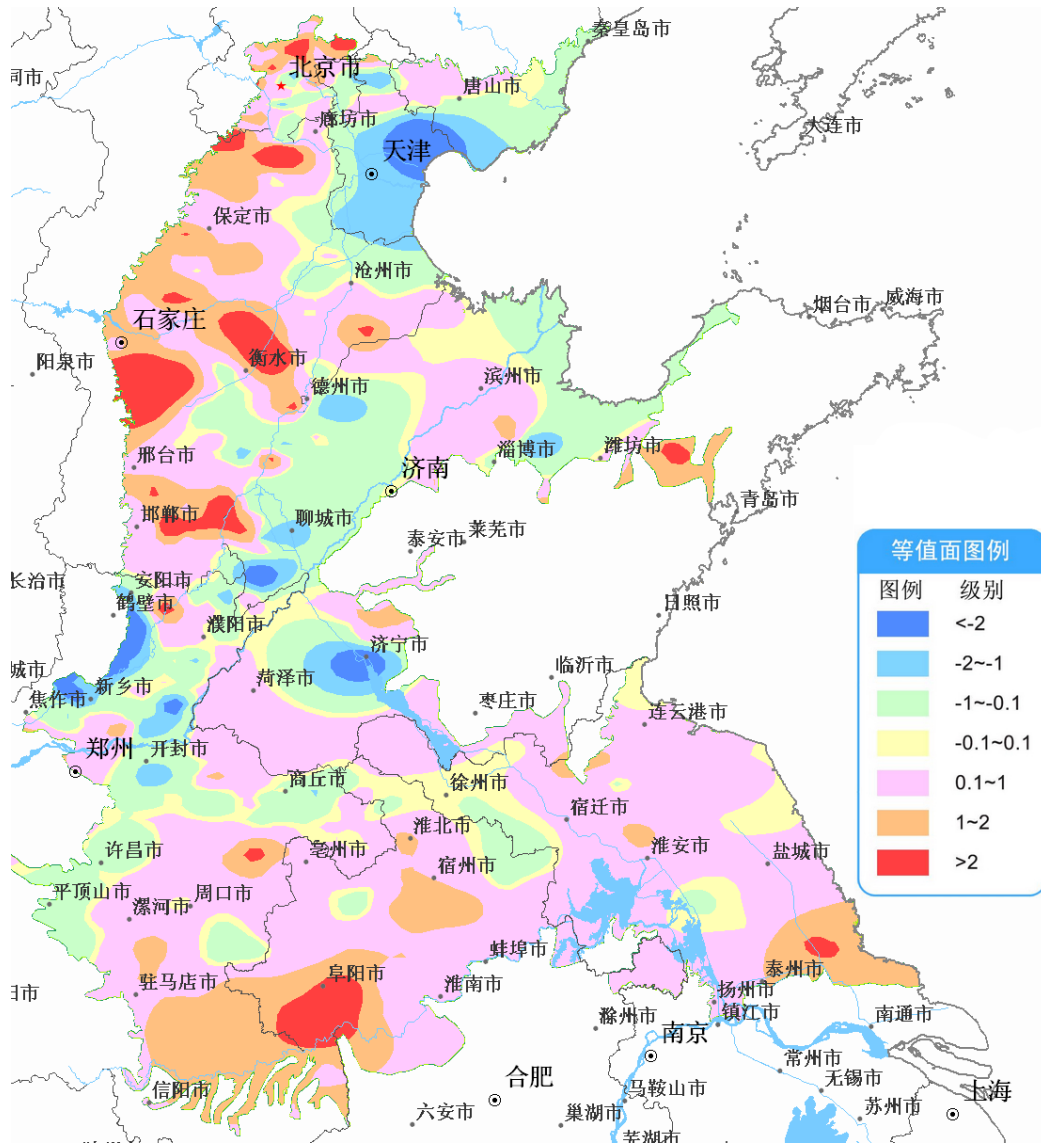 秦皇岛市
北京市
唐山市
大连市
廊坊市
天津
保定市
沧州市
烟台市
威海市
石家庄
阳泉市
衡水市
德州市
滨州市
邢台市
淄博市
潍坊市
济南
青岛市
邯郸市
聊城市
泰安市
莱芜市
长治市
安阳市
鹤壁市
濮阳市
日照市
济宁市
临沂市
城市
焦作市
新乡市
菏泽市
枣庄市
连云港市
郑州
开封市
商丘市
徐州市
宿迁市
许昌市
亳州市
淮北市
宿州市
淮安市
盐城市
平顶山市
漯河市
周口市
蚌埠市
阳市
驻马店市
阜阳市
淮南市
泰州市
扬州市
镇江市
滁州市
南京
南通市
常州市
合肥
无锡市
信阳市
六安市
巢湖市
马鞍山市
芜湖市
苏州市
上海
等值面图例
图例 级别
<-2
-2~-1
-1~-0.1
-0.1~0.1
0.1~1
1~2
>2